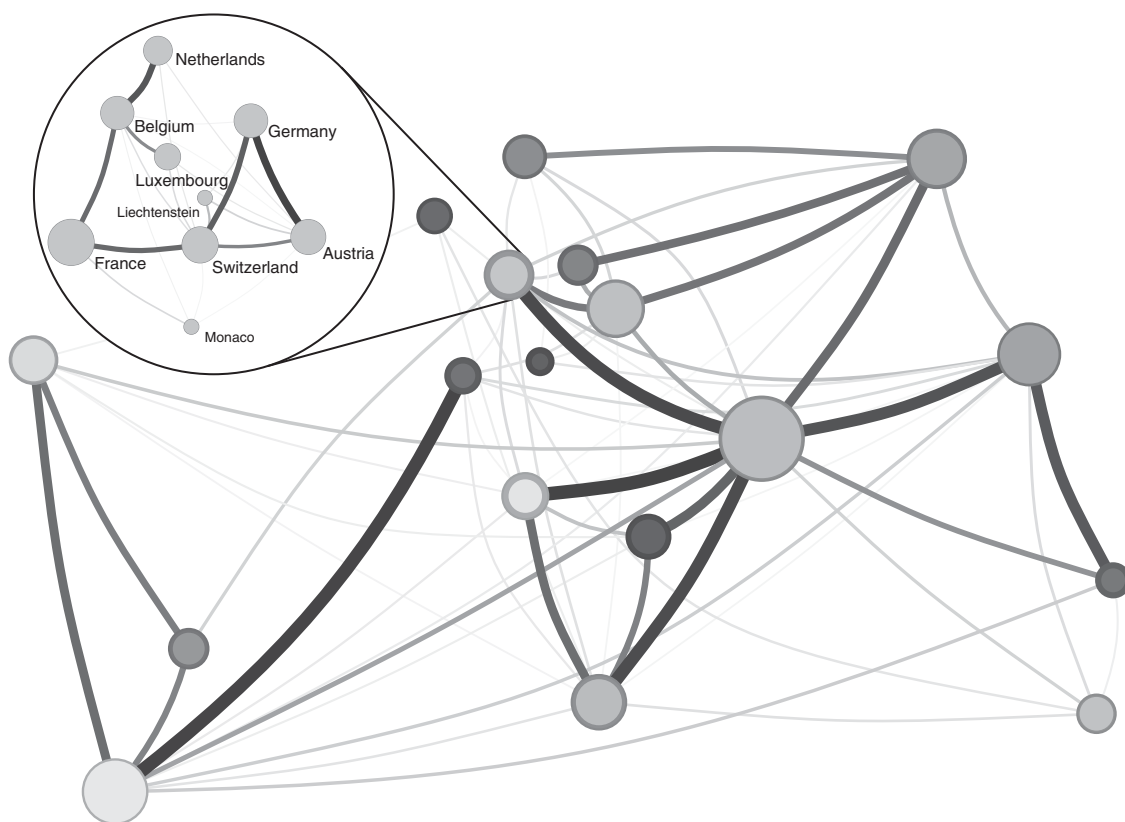 Netherlands
Belgium
Germany
Luxembourg
Liechtenstein
France
Switzerland
Austria
Monaco